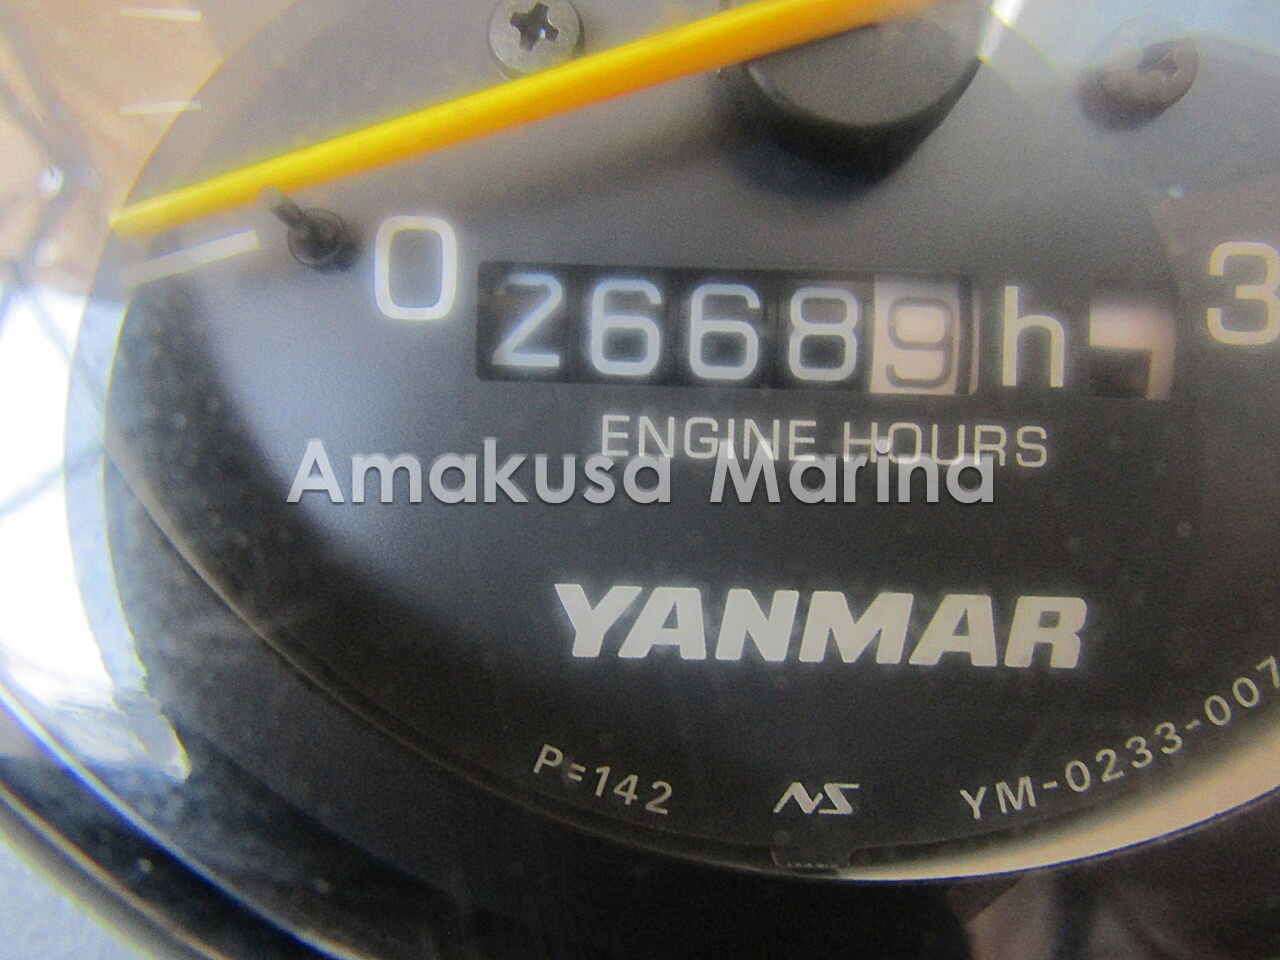 0
26689 h
3
ENGINE HOURS
Amakusa Marina
YANMAR
P=142
NS
YM-0233-007